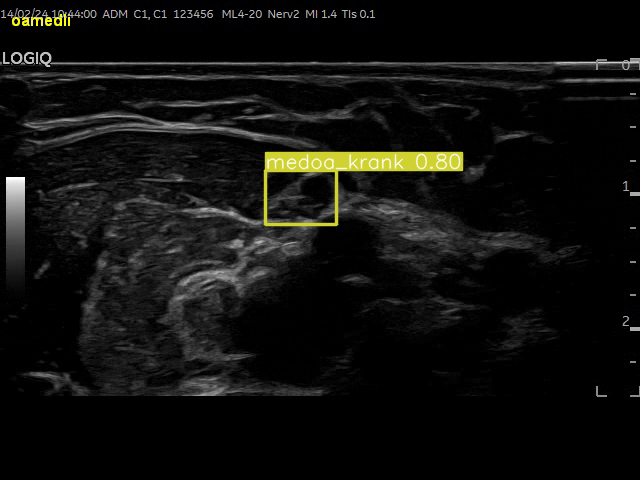 14/02/24 10:44:00 ADM C1, C1 123456 ML4-20 Nerv2 MI 1.4 TIs 0.1
oamedli
LOGIQ
0
medoa_krank 0.80
1
2